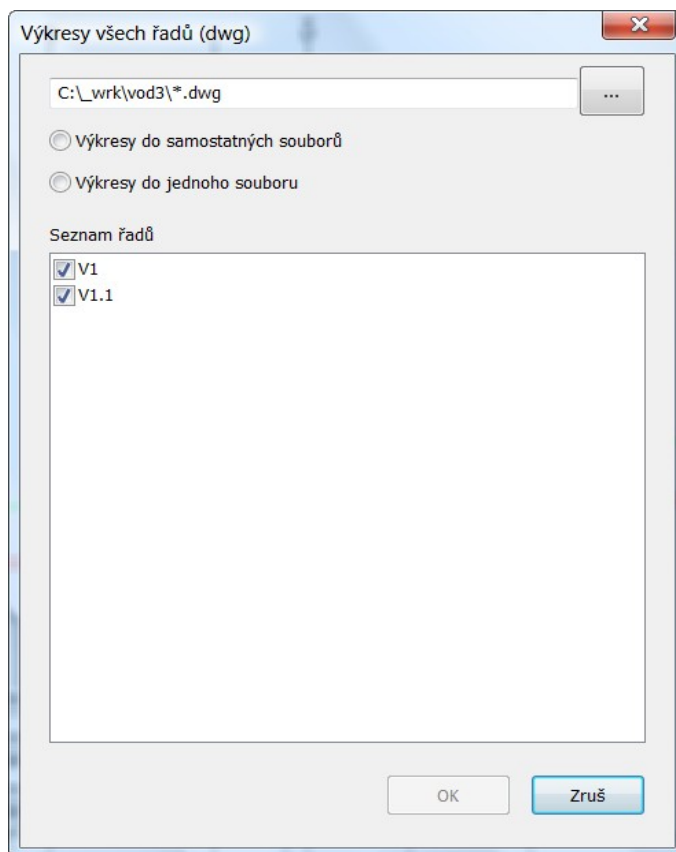 Výkresy všech řadů (dwg)
C:\_wrk\vod3\*.dwg
...
Výkresy do samostatných souborů
Výkresy do jednoho souboru
Seznam řadů
V1
V1.1
OK
Zruš